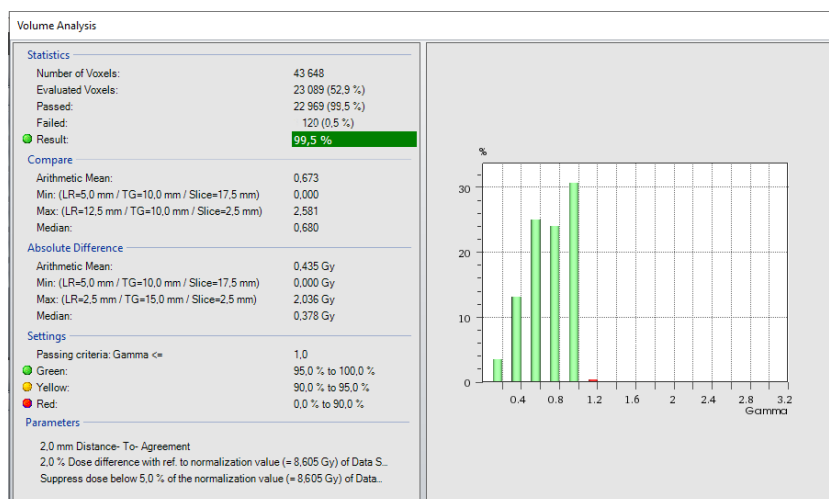 Volume Analysis
Statistics
Number of Voxels: 43 648
Evaluated Voxels: 23 089 (52,9 %)
Passed: 22 969 (99,5 %)
Failed: 120 (0,5 %)
Result: 99,5 %
Compare
Arithmetic Mean: 0,673
Min: (LR=5,0 mm / TG=10,0 mm / Slice=17,5 mm) 0,000
Max: (LR=12,5 mm / TG=10,0 mm / Slice=2,5 mm) 2,581
Median: 0,680
Absolute Difference
Arithmetic Mean: 0,435 Gy
Min: (LR=5,0 mm / TG=10,0 mm / Slice=17,5 mm) 0,000 Gy
Max: (LR=2,5 mm / TG=15,0 mm / Slice=2,5 mm) 2,036 Gy
Median: 0,378 Gy
Settings
Passing criteria: Gamma <= 1,0
Green: 95,0 % to 100,0 %
Yellow: 90,0 % to 95,0 %
Red: 0,0 % to 90,0 %
Parameters
2,0 mm Distance- To- Agreement
2,0 % Dose difference with ref. to normalization value (= 8,605 Gy) of Data S...
Suppress dose below 5,0 % of the normalization value (= 8,605 Gy) of Data...
%
30
20
10
0
0.4 0.8 1.2 1.6 2 2.4 2.8 3.2
Gamma